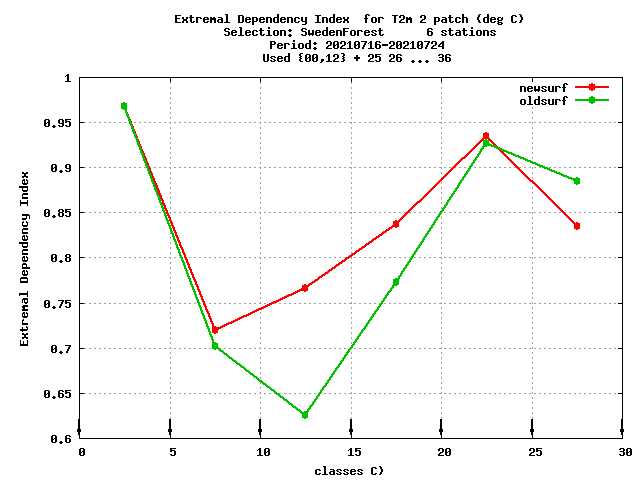 Extremal Dependency Index  for T2m 2 patch (deg C)
Selection: SwedenForest      6 stations
Period: 20210716-20210724
Used {00,12} + 25 26 ... 36
newsurf
oldsurf
Extremal Dependency Index
1
0.95
0.9
0.85
0.8
0.75
0.7
0.65
0.6
0 5 10 15 20 25 30
classes C)